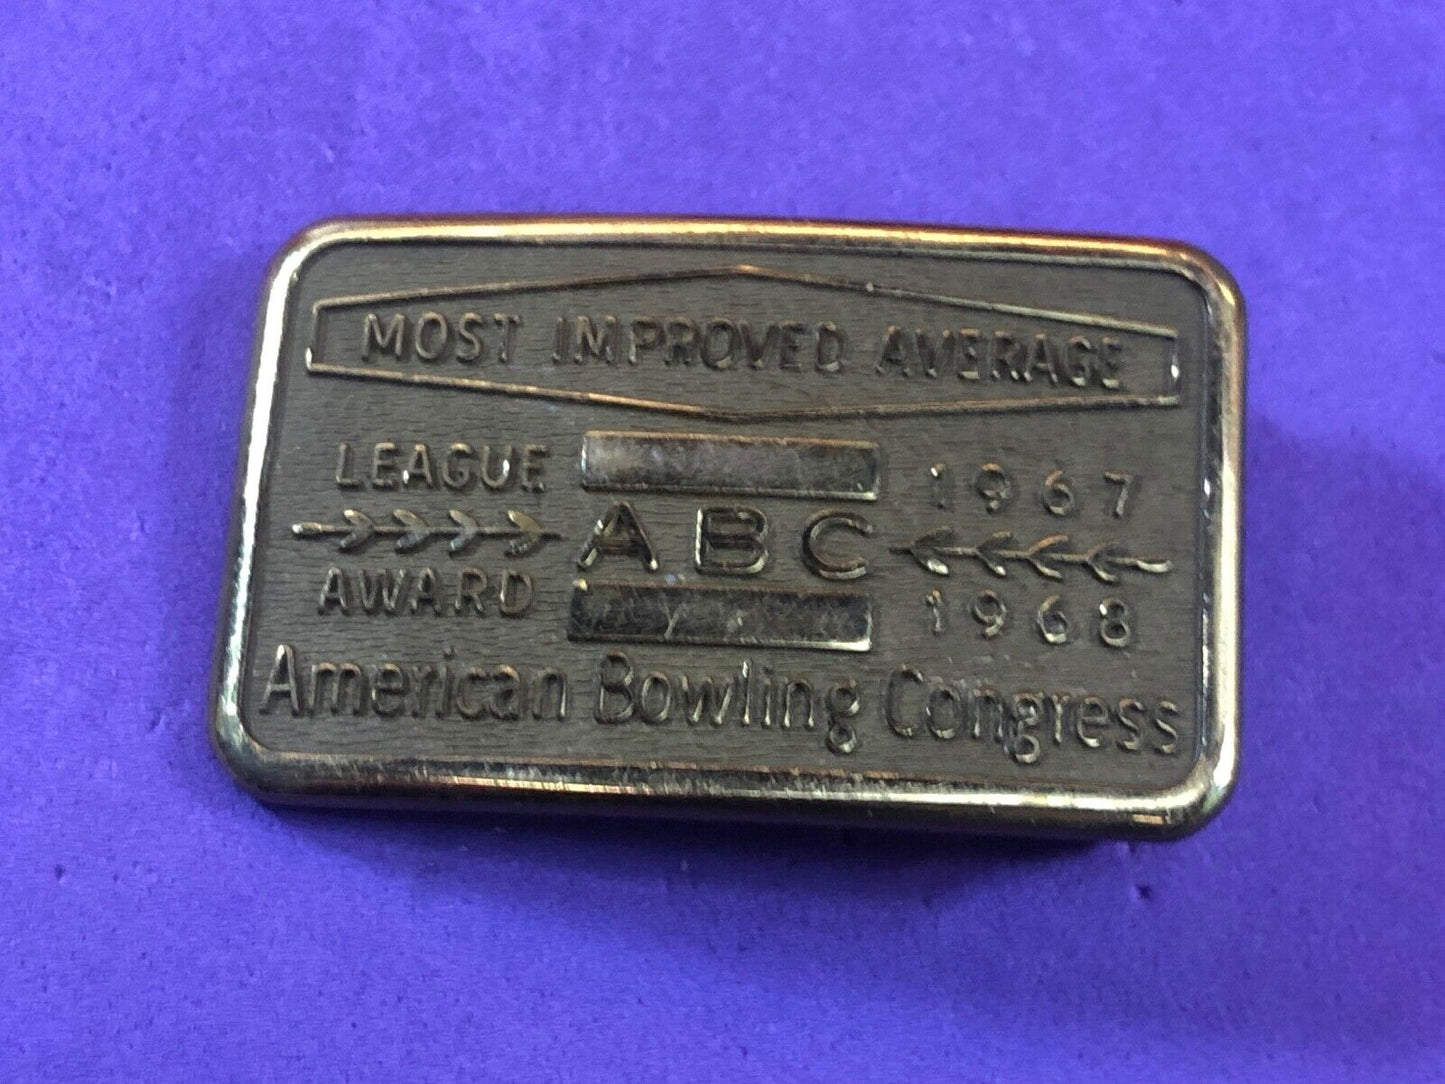 MOST IMPROVED AVERAGE
LEAGUE 1967
ABC
AWARD 1968
American Bowling Congress